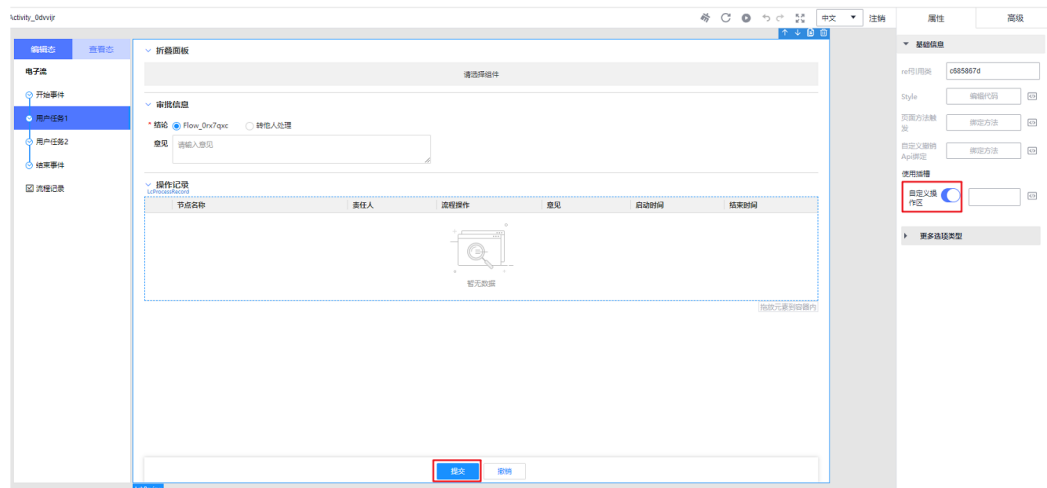 Activity_0dvvijr
中文
注销
属性
高级
编辑态
查看态
电子流
开始事件
用户任务1
用户任务2
结束事件
流程记录
折叠面板
请选择组件
审批信息
* 结论
Flow_0rx7qxc
转他人处理
意见
请输入意见
操作记录
LcProcessRecord
节点名称
责任人
流程操作
意见
启动时间
结束时间
暂无数据
拖放元素到容器内
提交
撤销
基础信息
c685867d
Style
编辑代码
页面方法触发
绑定方法
自定义撤销Api绑定
绑定方法
使用插槽
自定义操作区
更多选项类型